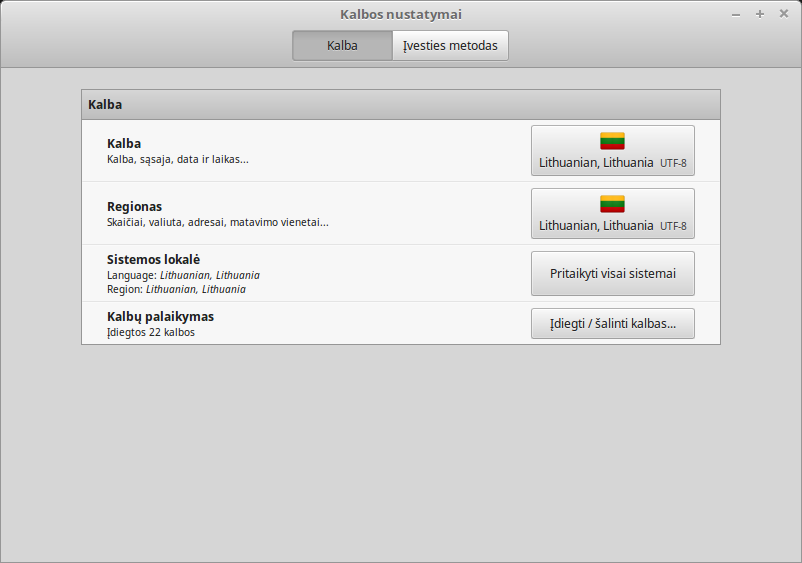 Kalbos nustatymai
Kalba
Įvesties metodas
Kalba
Kalba
Kalba, sąsaja, data ir laikas...
Lithuanian, Lithuania UTF-8
Regionas
Skaičiai, valiuta, adresai, matavimo vienetai...
Lithuanian, Lithuania UTF-8
Sistemos lokalė
Language: Lithuanian, Lithuania
Region: Lithuanian, Lithuania
Pritaikyti visai sistemai
Kalbų palaikymas
Įdiegtos 22 kalbos
Įdiegti / šalinti kalbas...